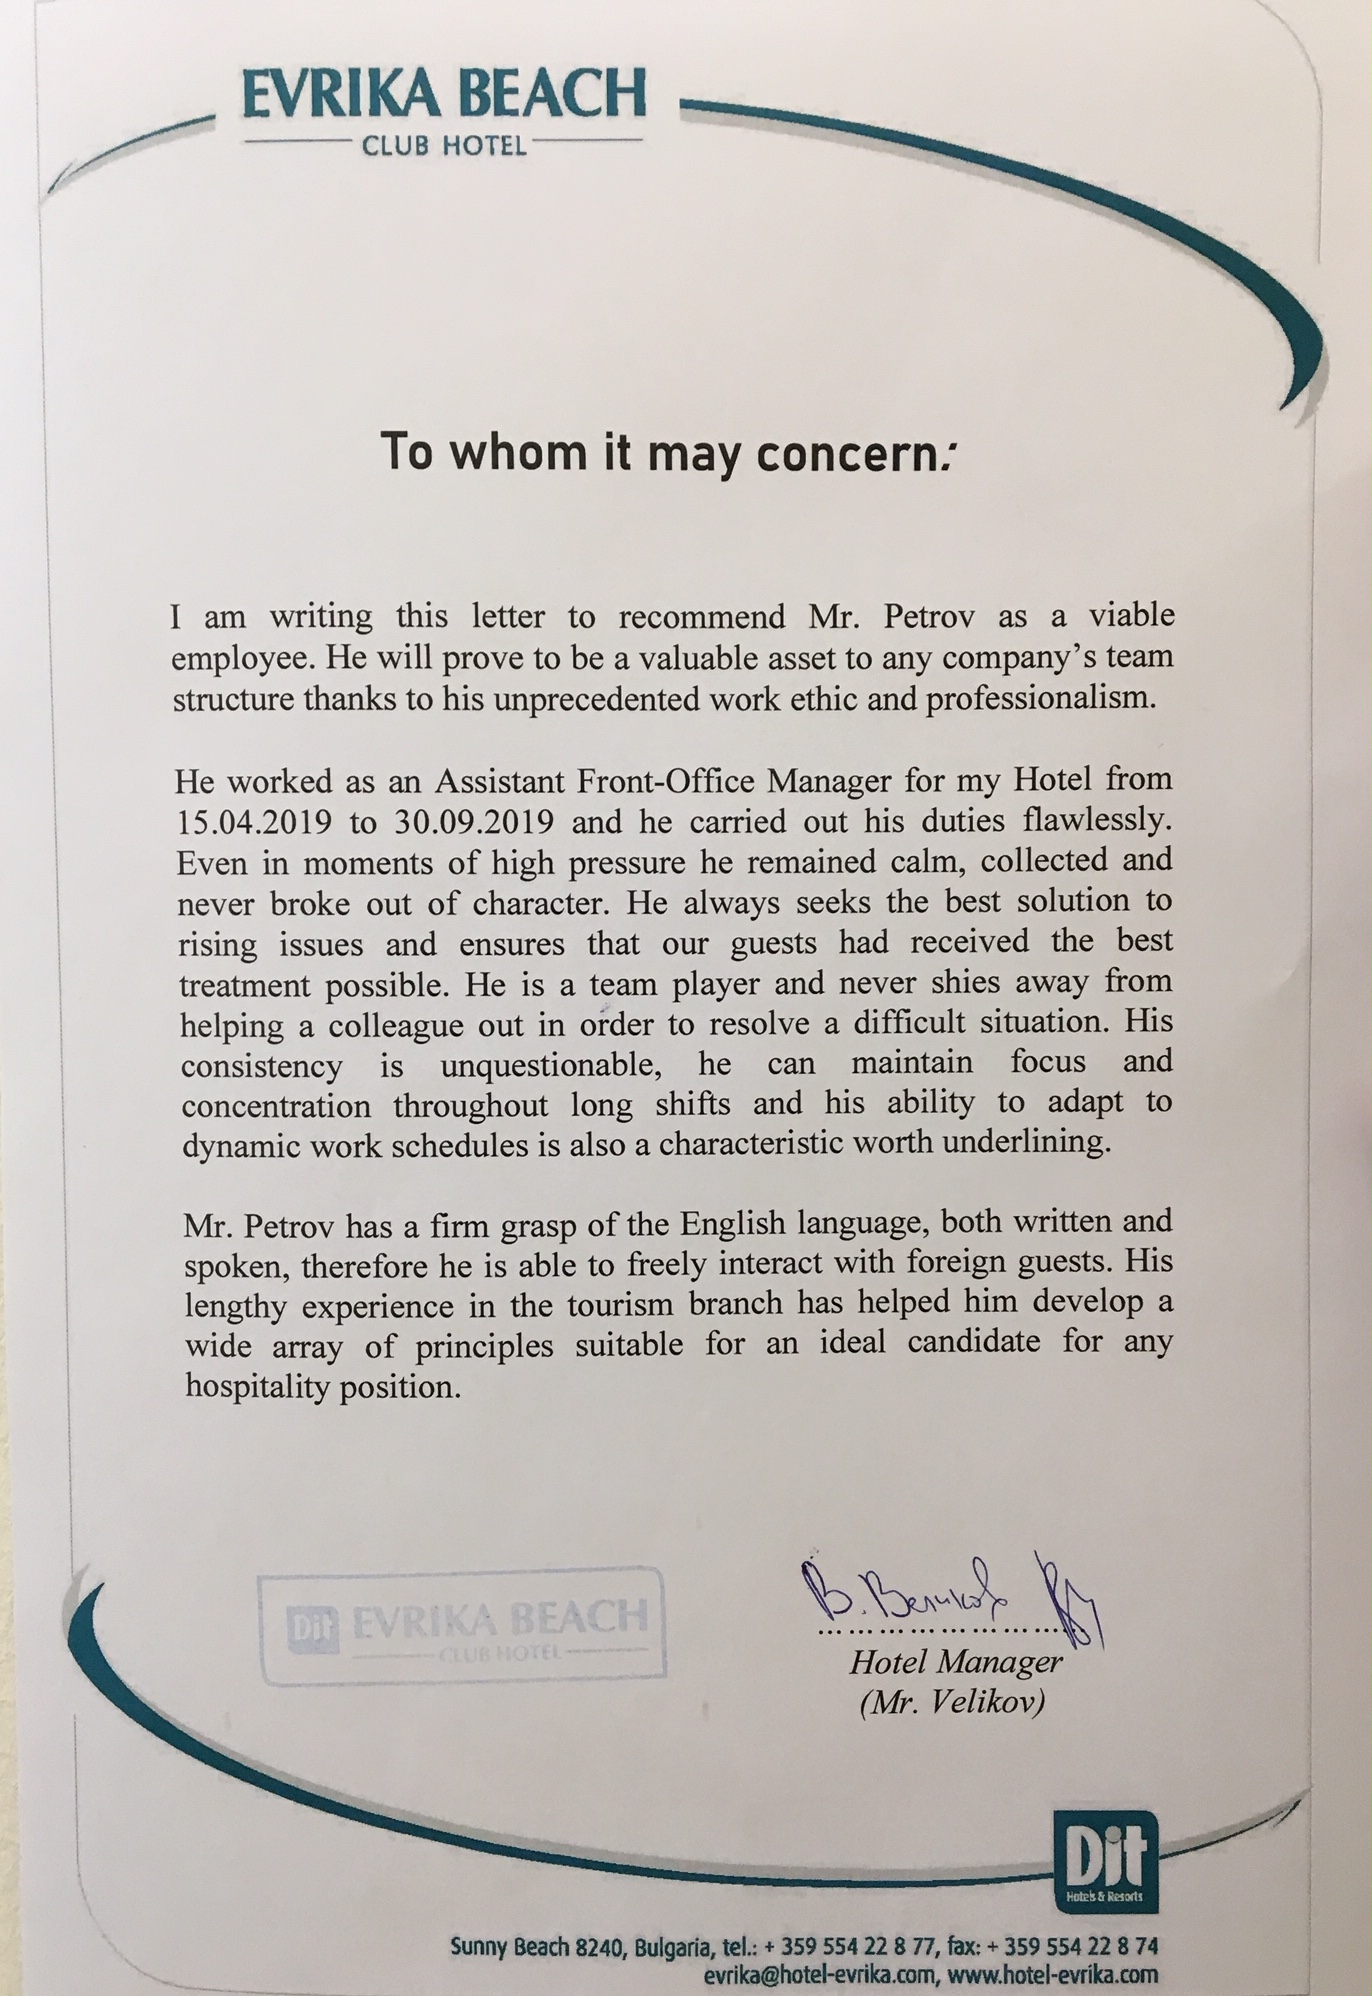 EVRIKA BEACH
CLUB HOTEL
To whom it may concern:
I am writing this letter to recommend Mr. Petrov as a viable
employee. He will prove to be a valuable asset to any company’s team
structure thanks to his unprecedented work ethic and professionalism.
He worked as an Assistant Front-Office Manager for my Hotel from
15.04.2019 to 30.09.2019 and he carried out his duties flawlessly.
Even in moments of high pressure he remained calm, collected and
never broke out of character. He always seeks the best solution to
rising issues and ensures that our guests had received the best
treatment possible. He is a team player and never shies away from
helping a colleague out in order to resolve a difficult situation. His
consistency is unquestionable, he can maintain focus and
concentration throughout long shifts and his ability to adapt to
dynamic work schedules is also a characteristic worth underlining.
Mr. Petrov has a firm grasp of the English language, both written and
spoken, therefore he is able to freely interact with foreign guests. His
lengthy experience in the tourism branch has helped him develop a
wide array of principles suitable for an ideal candidate for any
hospitality position.
Dit EVRIKA BEACH
CLUB HOTEL
В. Великов
Hotel Manager
(Mr. Velikov)
Dit
Hotels & Resorts
Sunny Beach 8240, Bulgaria, tel.: + 359 554 22 8 77, fax: + 359 554 22 8 74
evrika@hotel-evrika.com, www.hotel-evrika.com